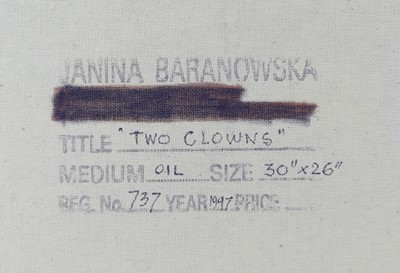 JANINA BARANOWSKA
TITLE "TWO CLOWNS"
MEDIUM OIL SIZE 30"x26"
REG. No. 737 YEAR 1997 PRICE